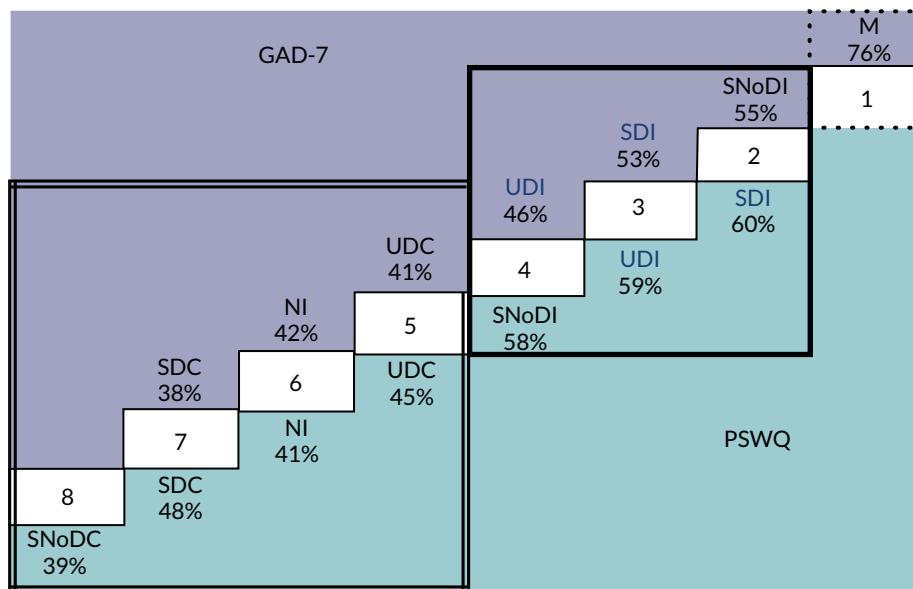 M
GAD-7
76%
SNoDI
1
55%
SDI
53%
2
UDI
46%
3
SDI
60%
UDC
41%
4
UDI
59%
NI
42%
5
SNoDI
58%
SDC
38%
6
UDC
45%
7
NI
41%
PSWQ
8
SDC
48%
SNoDC
39%